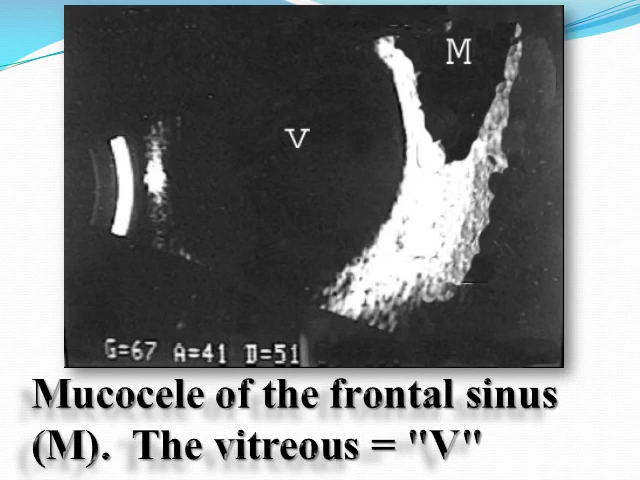 M
V
G=67 A=41 D=51
Mucocele of the frontal sinus
(M). The vitreous = "V"